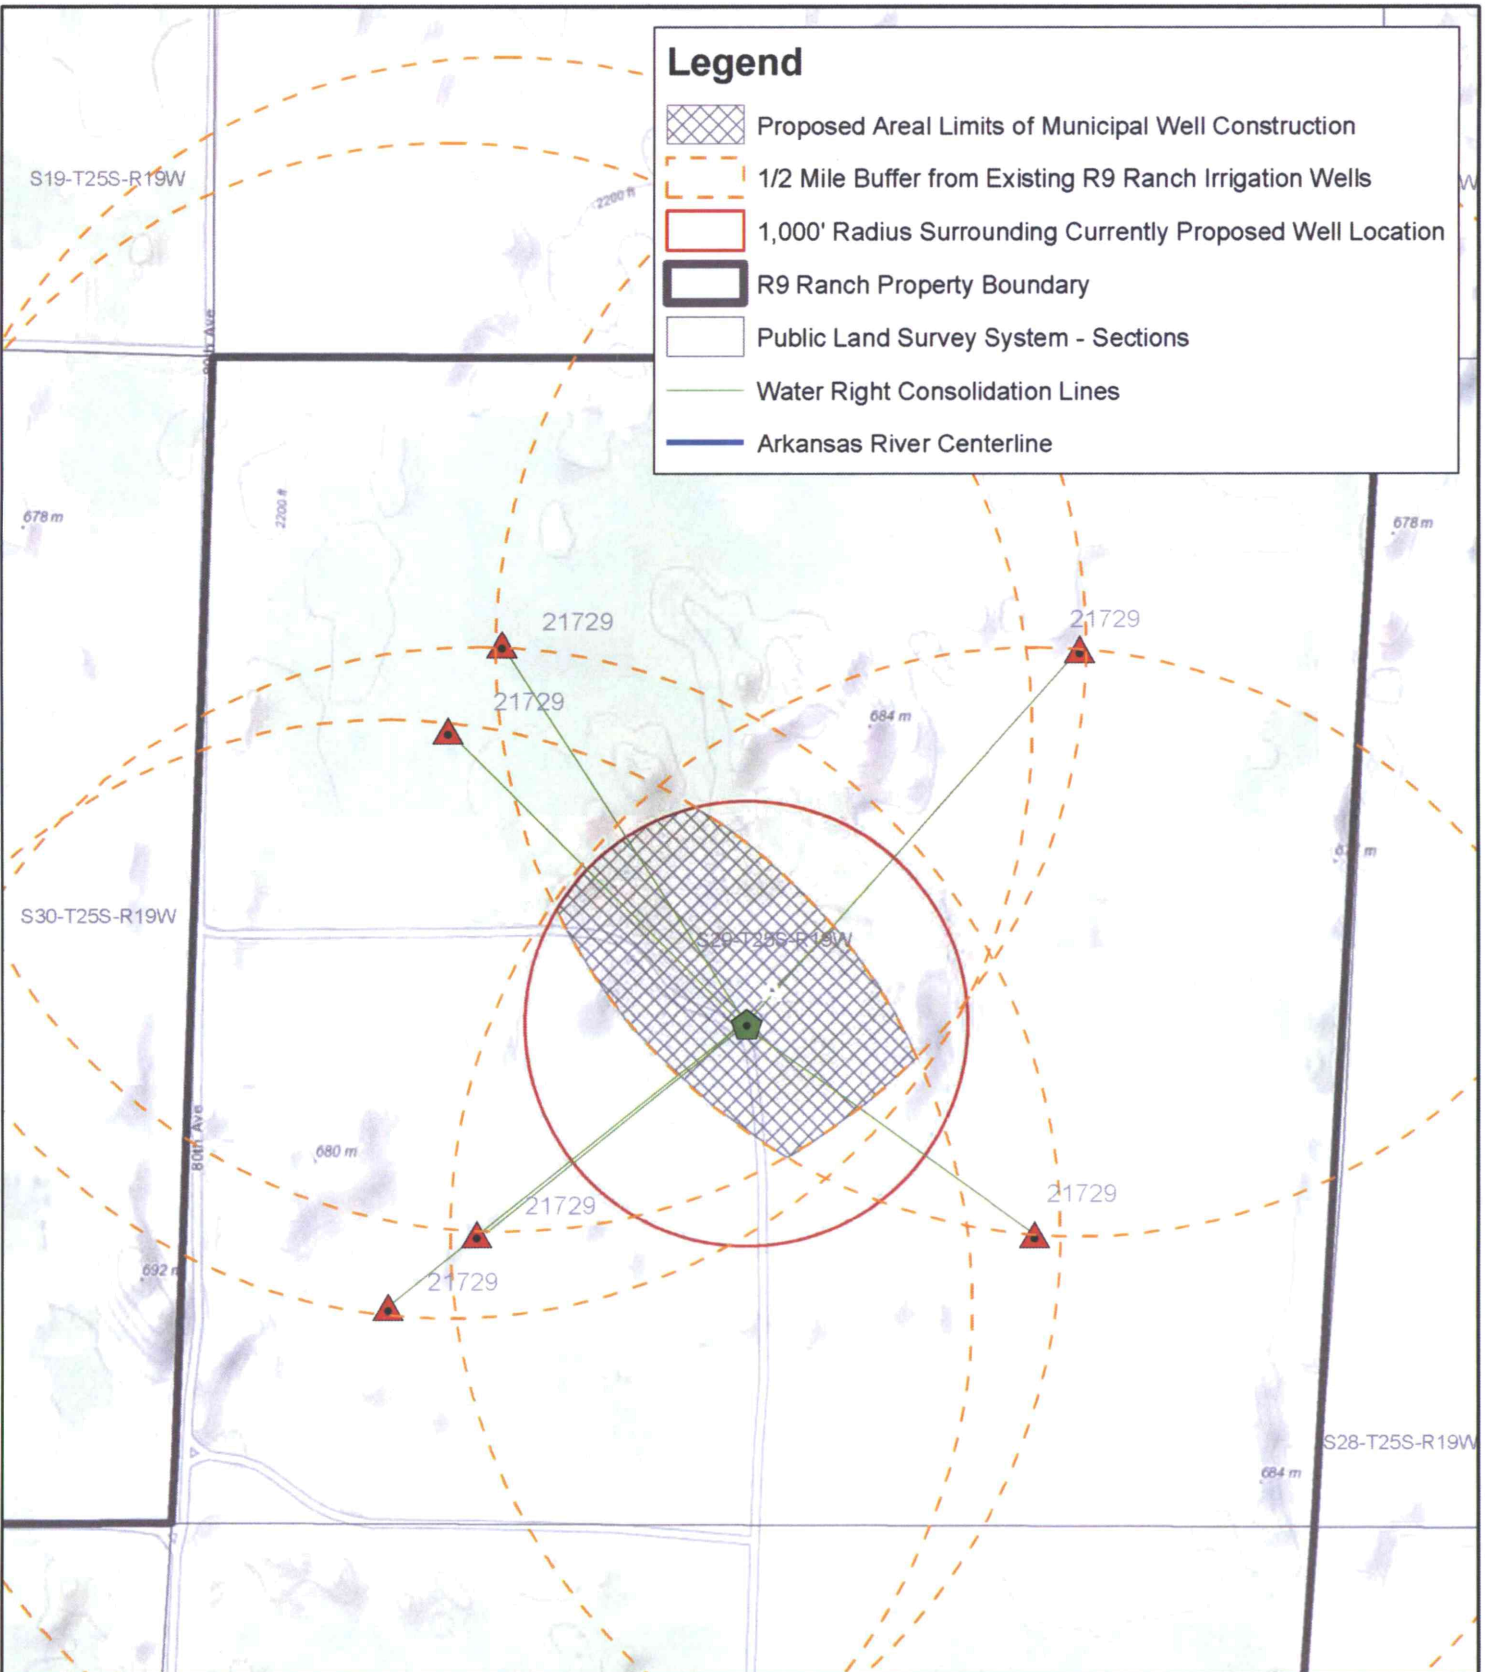 Legend
Proposed Areal Limits of Municipal Well Construction
1/2 Mile Buffer from Existing R9 Ranch Irrigation Wells
1,000' Radius Surrounding Currently Proposed Well Location
R9 Ranch Property Boundary
Public Land Survey System - Sections
Water Right Consolidation Lines
Arkansas River Centerline
S19-T25S-R19W
W
2200 ft
Ave
2200 ft
678 m
678 m
21729
21729
21729
684 m
m
S30-T25S-R19W
S29-T25S-R19W
80th Ave
680 m
21729
21729
692 m
21729
S28-T25S-R19W
684 m